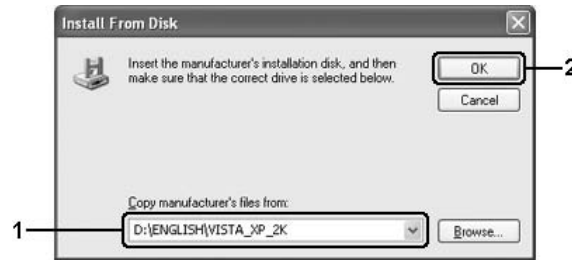 Install From Disk
Insert the manufacturer's installation disk, and then
make sure that the correct drive is selected below.
OK
2
Cancel
Copy manufacturer's files from:
1
D:\ENGLISH\VISTA_XP_2K
Browse...